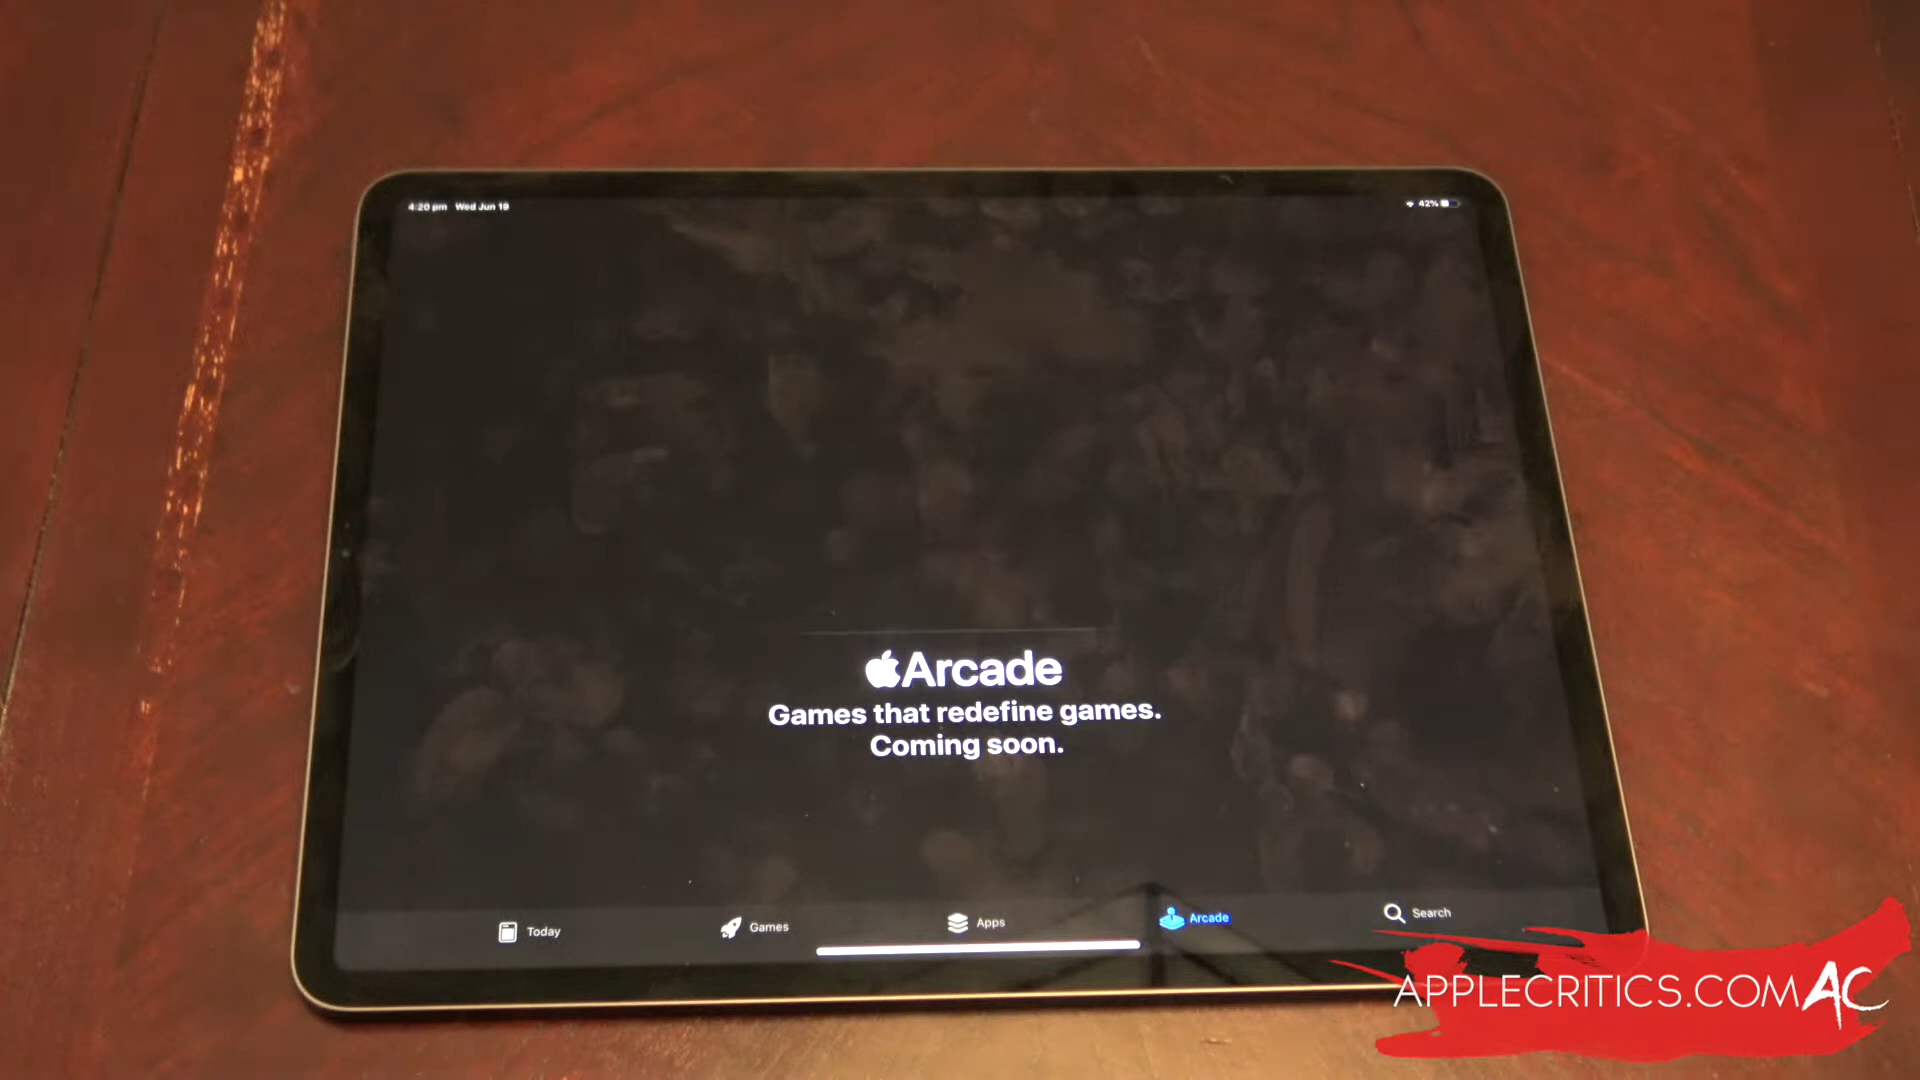 4:20 pm Wed Jun 19
42%
Arcade
Games that redefine games.
Coming soon.
Today
Games
Apps
Arcade
Search
APPLECRITICS.COM AC